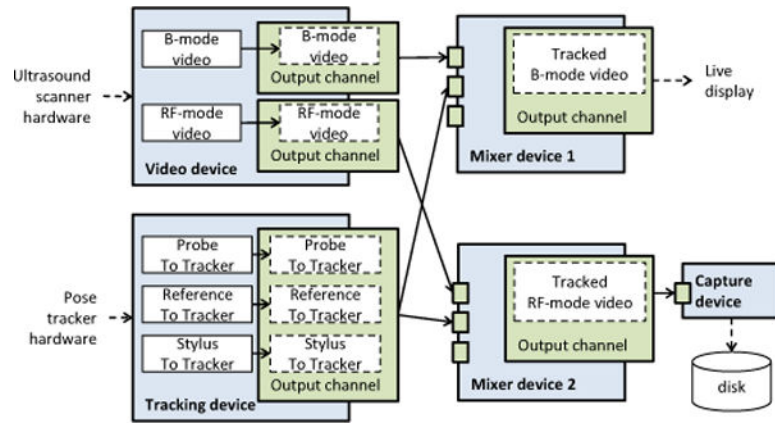 Ultrasound
scanner
hardware
B-mode
video
B-mode
video
Output channel
RF-mode
video
RF-mode
video
Output channel
Video device
Tracked
B-mode video
Output channel
Mixer device 1
Live
display
Pose
tracker
hardware
Probe
To Tracker
Probe
To Tracker
Reference
To Tracker
Reference
To Tracker
Stylus
To Tracker
Stylus
To Tracker
Output channel
Tracking device
Tracked
RF-mode video
Output channel
Mixer device 2
Capture
device
disk